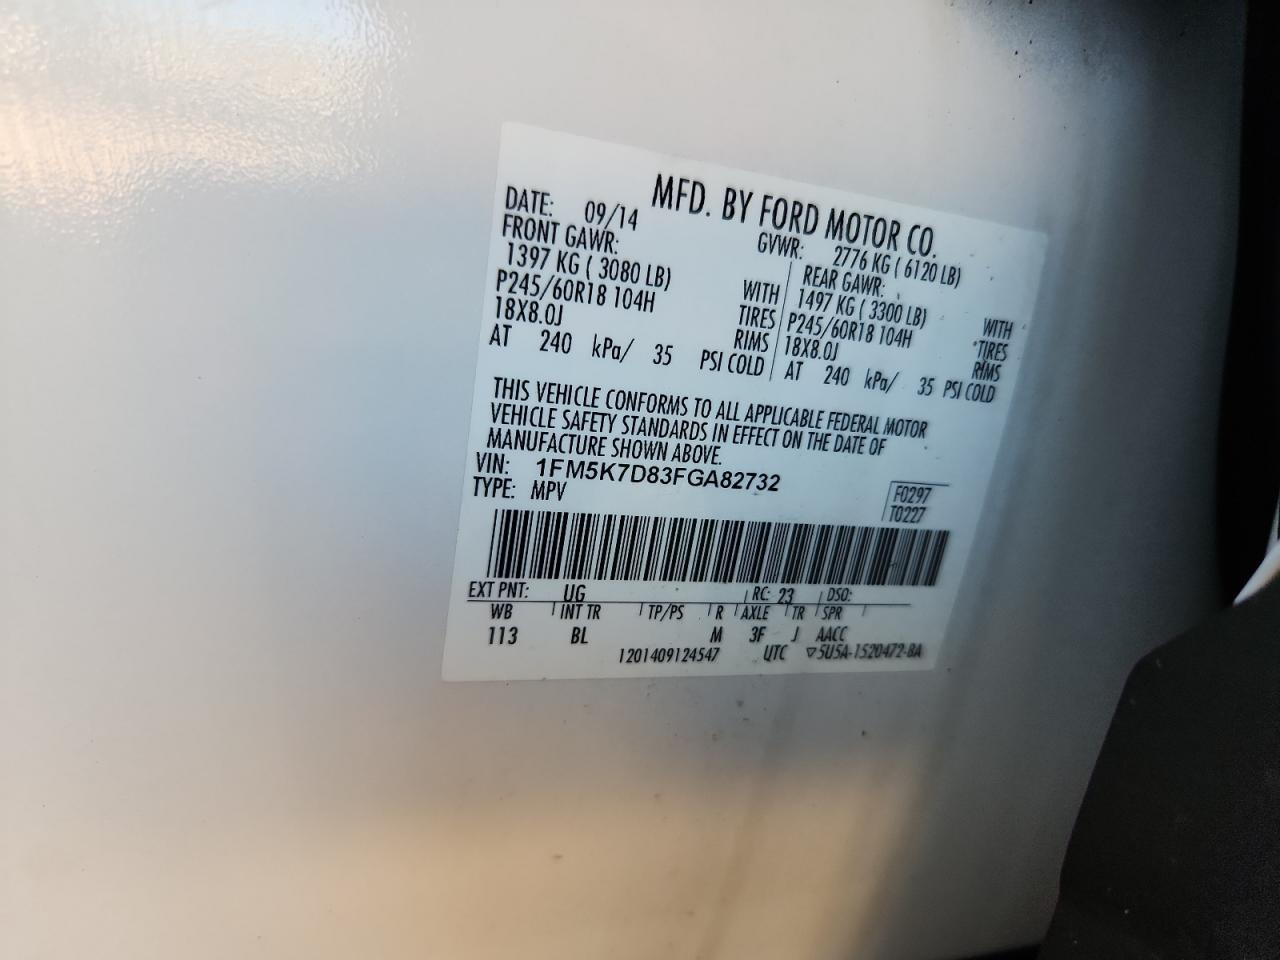 MFD. BY FORD MOTOR CO.
DATE: 09/14
GVWR: 2776 KG ( 6120 LB)
FRONT GAWR:
1397 KG ( 3080 LB) WITH
P245/60R18 104H TIRES
18X8.0J RIMS
AT 240 kPa/ 35 PSI COLD
REAR GAWR:
1497 KG ( 3300 LB) WITH
P245/60R18 104H TIRES
18X8.0J RIMS
AT 240 kPa/ 35 PSI COLD
THIS VEHICLE CONFORMS TO ALL APPLICABLE FEDERAL MOTOR
VEHICLE SAFETY STANDARDS IN EFFECT ON THE DATE OF
MANUFACTURE SHOWN ABOVE.
VIN: 1FM5K7D83FGA82732
TYPE: MPV
F0297
T0227
EXT PNT: UG RC: 23 DSO:
WB INT TR TP/PS R AXLE TR SPR
113 BL M 3F J AACC
1201409124547 UTC ▽5U5A-1520472-BA